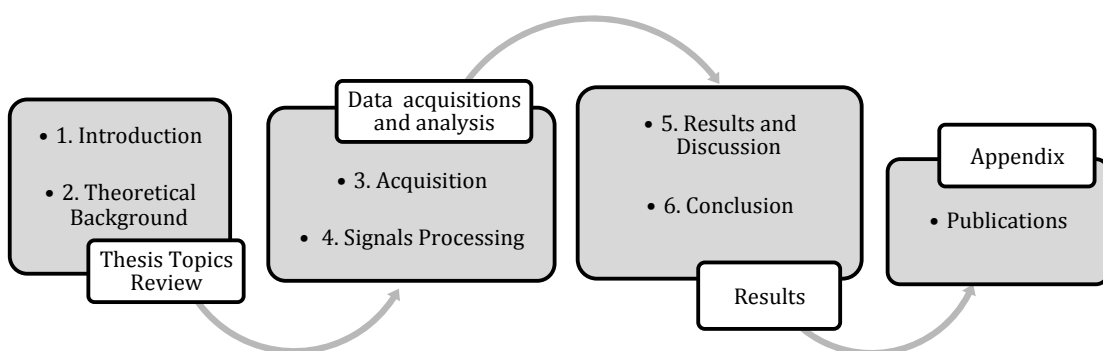 • 1. Introduction
• 2. Theoretical
Background
Thesis Topics
Review
Data acquisitions
and analysis
• 3. Acquisition
• 4. Signals Processing
• 5. Results and
Discussion
• 6. Conclusion
Results
Appendix
• Publications